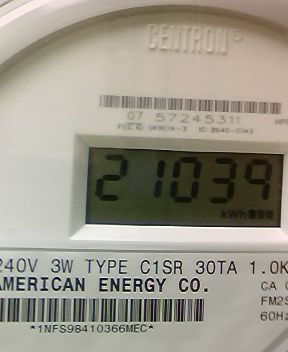 CENTRON®
07 57245311
21039
kWh
240V 3W TYPE C1SR 30TA 1.0K
AMERICAN ENERGY CO.
CA
FM2S
60Hz
*1NFS98410366MEC*